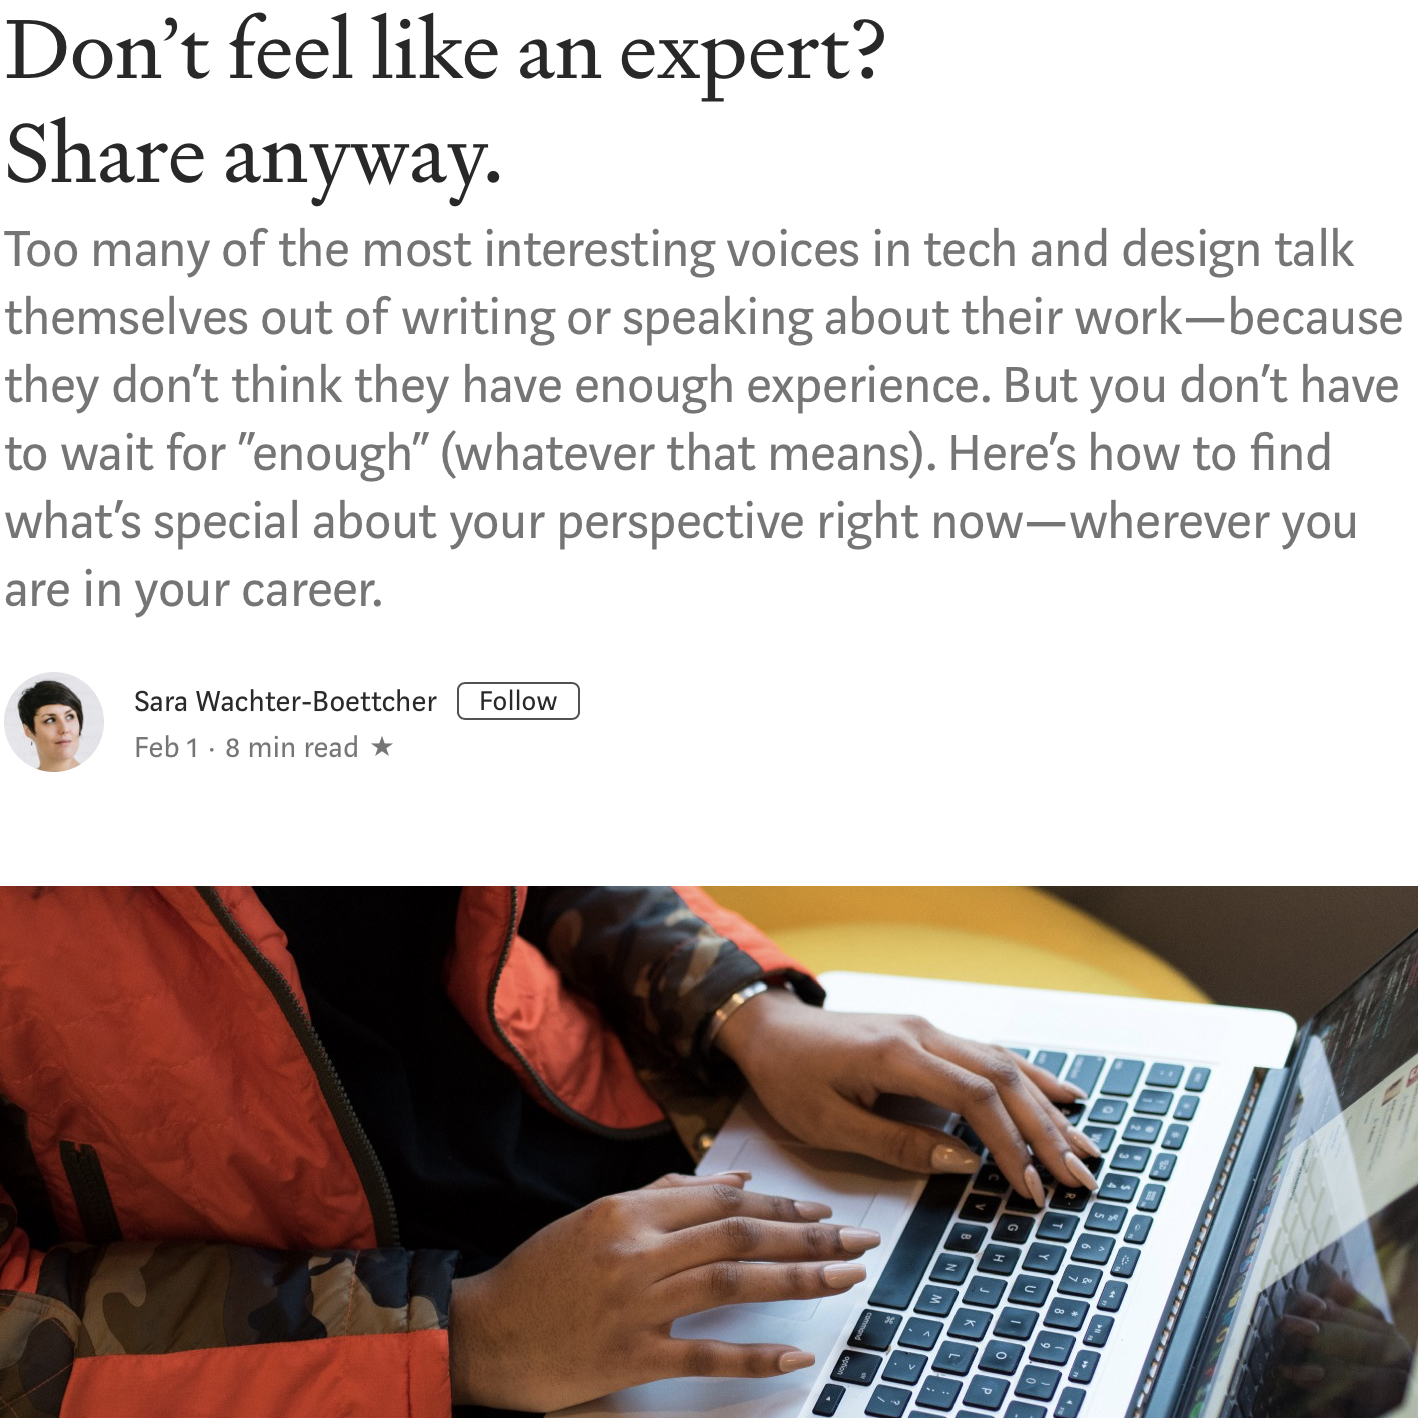 Don’t feel like an expert?
Share anyway.
Too many of the most interesting voices in tech and design talk
themselves out of writing or speaking about their work—because
they don’t think they have enough experience. But you don’t have
to wait for ”enough” (whatever that means). Here’s how to find
what’s special about your perspective right now—wherever you
are in your career.
Sara Wachter-Boettcher Follow
Feb 1 · 8 min read ★